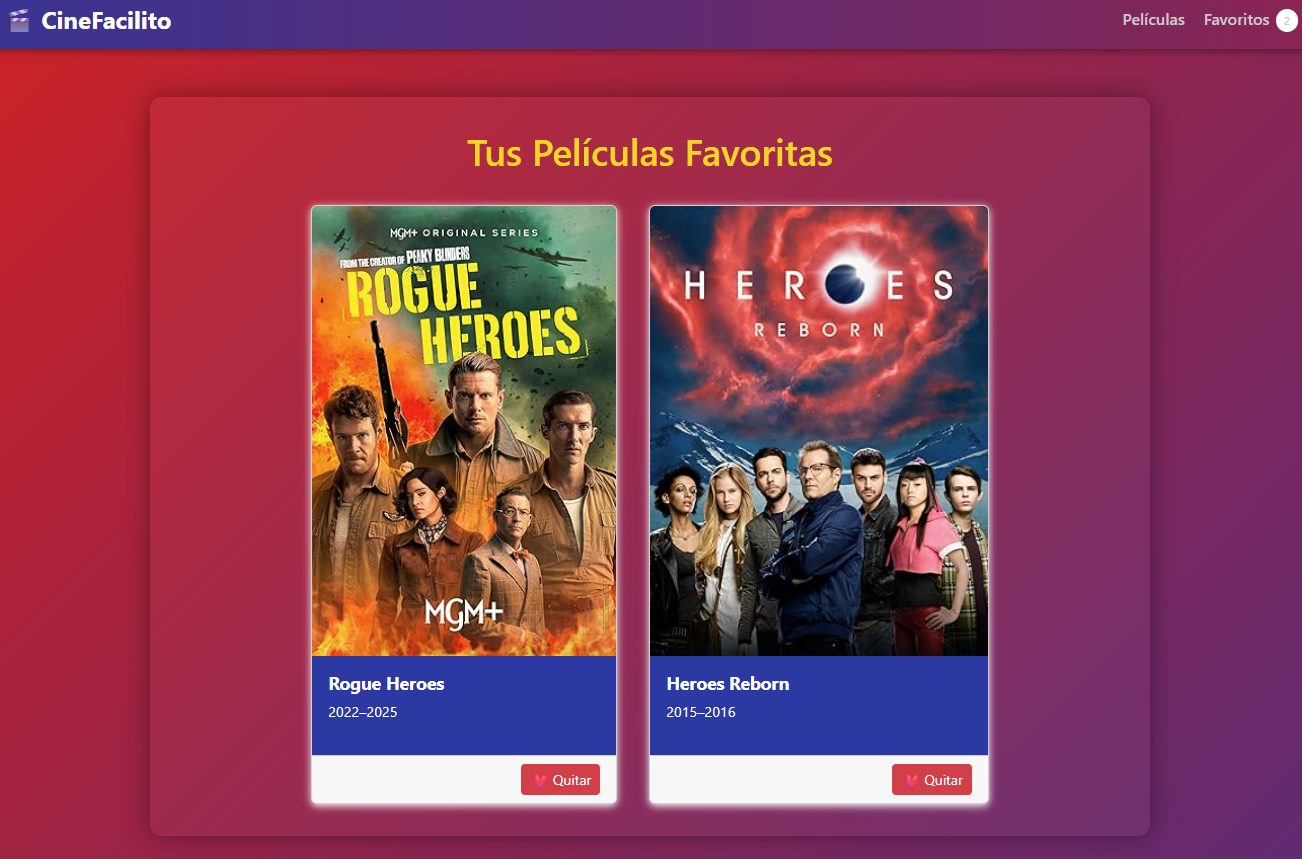 CineFacilito
Películas
Favoritos 2
Tus Películas Favoritas
MGM+ ORIGINAL SERIES
FROM THE CREATOR OF PEAKY BLINDERS
ROGUE
HEROES
MGM+
Rogue Heroes
2022–2025
Quitar
HEROES
REBORN
Heroes Reborn
2015–2016
Quitar